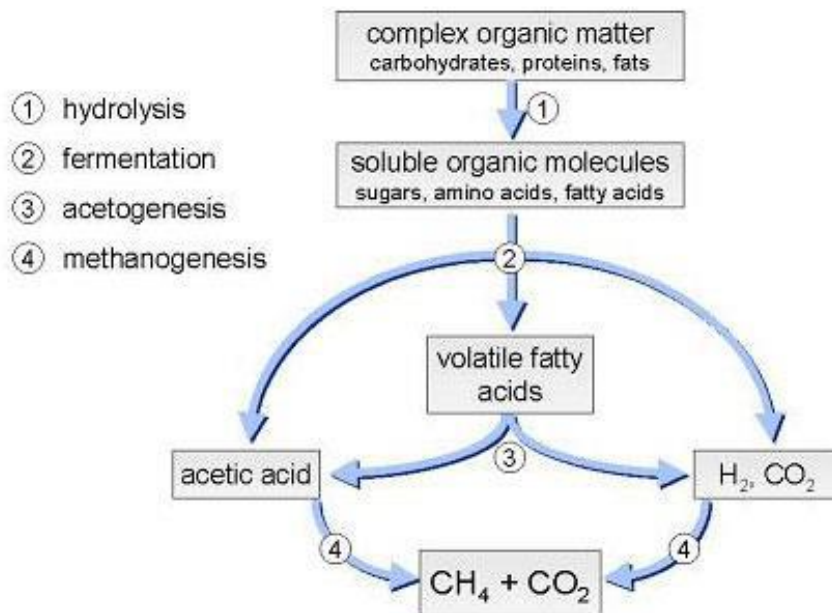 complex organic matter
carbohydrates, proteins, fats
1 hydrolysis
1
2 fermentation
soluble organic molecules
sugars, amino acids, fatty acids
3 acetogenesis
4 methanogenesis
2
volatile fatty
acids
3
acetic acid
H₂, CO₂
4
4
CH₄ + CO₂